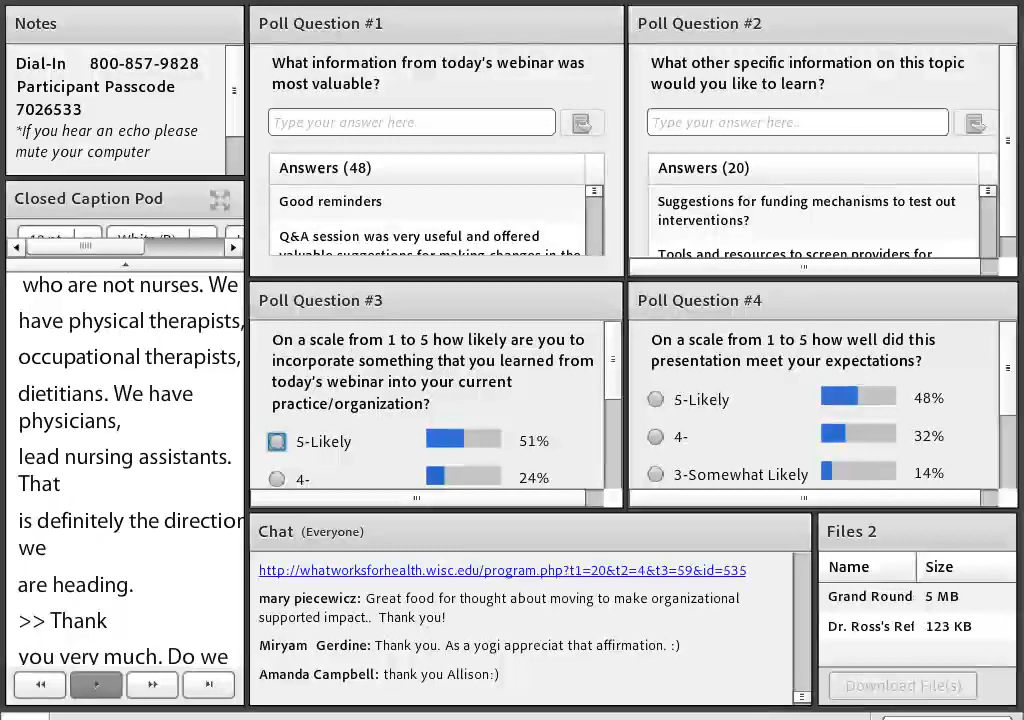 Notes
Dial-In 800-857-9828
Participant Passcode
7026533
*If you hear an echo please
mute your computer
Closed Caption Pod
who are not nurses. We
have physical therapists,
occupational therapists,
dietitians. We have
physicians,
lead nursing assistants.
That
is definitely the direction
we
are heading.
>> Thank
you very much. Do we
Poll Question #1
What information from today's webinar was
most valuable?
Type your answer here.
Answers (48)
Good reminders
Q&A session was very useful and offered
valuable suggestions for making changes in the
Poll Question #2
What other specific information on this topic
would you like to learn?
Type your answer here..
Answers (20)
Suggestions for funding mechanisms to test out
interventions?
Tools and resources to screen providers for
Poll Question #3
On a scale from 1 to 5 how likely are you to
incorporate something that you learned from
today's webinar into your current
practice/organization?
5-Likely 51%
4- 24%
Poll Question #4
On a scale from 1 to 5 how well did this
presentation meet your expectations?
5-Likely 48%
4- 32%
3-Somewhat Likely 14%
Chat (Everyone)
http://whatworksforhealth.wisc.edu/program.php?t1=20&t2=4&t3=59&id=535
mary piecewicz: Great food for thought about moving to make organizational
supported impact.. Thank you!
Miryam Gerdine: Thank you. As a yogi appreciat that affirmation. :)
Amanda Campbell: thank you Allison:)
Files 2
Name Size
Grand Round 5 MB
Dr. Ross's Ref 123 KB
Download File(s)